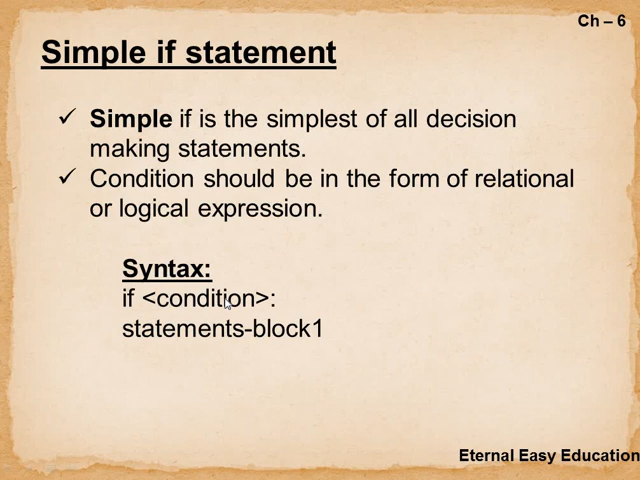 Ch – 6
Simple if statement
✓ Simple if is the simplest of all decision
making statements.
✓ Condition should be in the form of relational
or logical expression.
Syntax:
if <condition>:
statements-block1
Eternal Easy Education